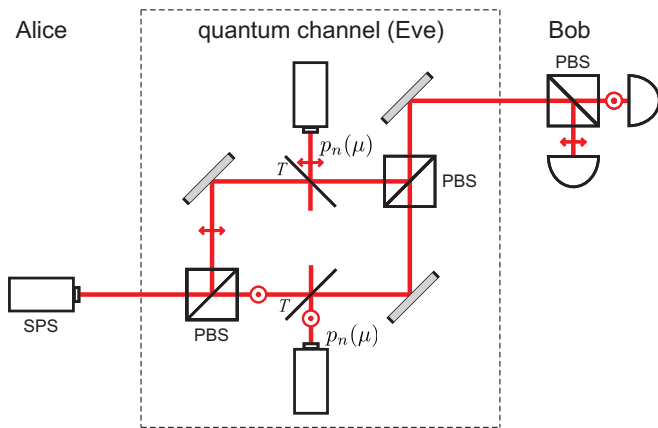 Alice
quantum channel (Eve)
Bob
PBS
p_n(μ)
T
PBS
T
SPS
PBS
p_n(μ)